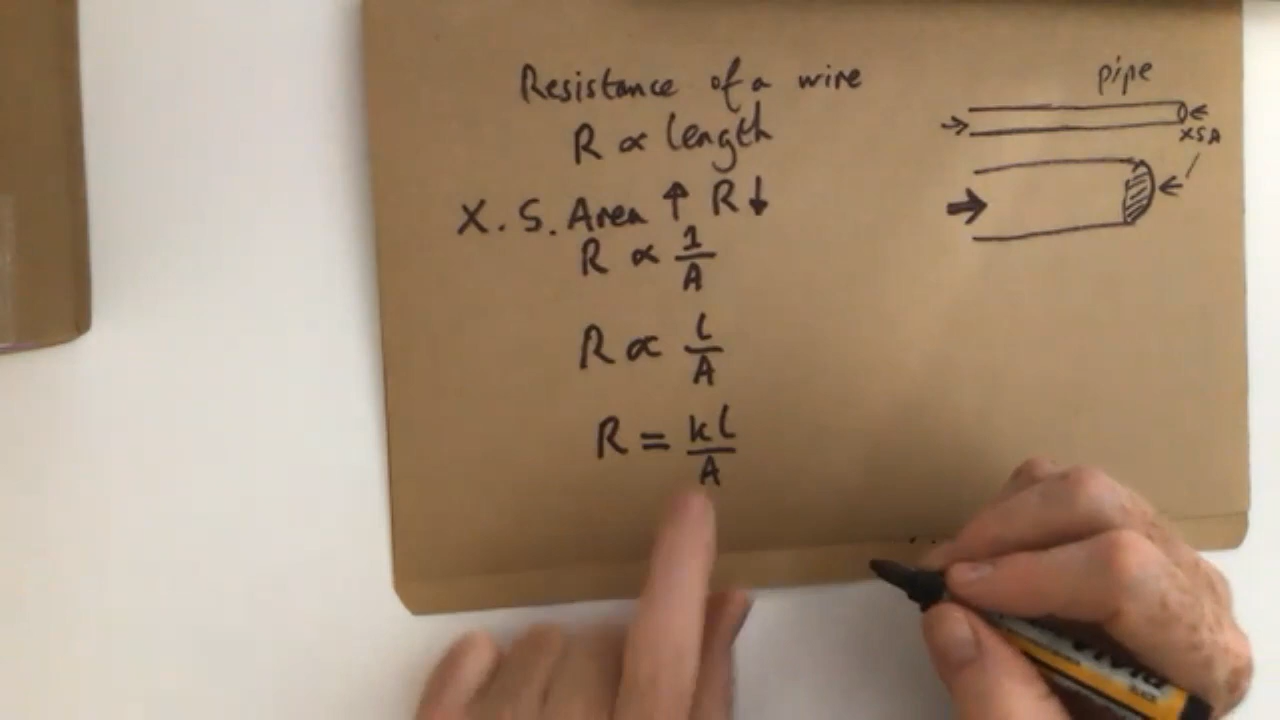 Resistance of a wire
R ∝ length
X. S. Area ↑ R ↓
R ∝ 1/A
R ∝ l/A
R = kl/A
pipe
XSA